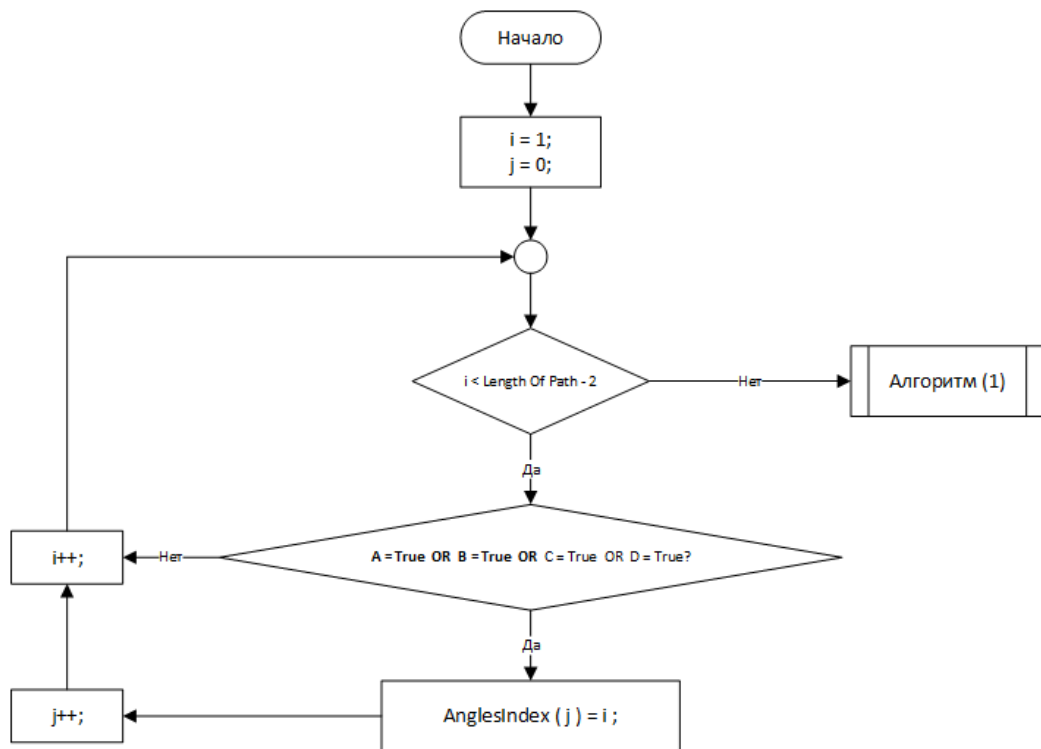 Начало
i = 1;
j = 0;
i < Length Of Path - 2
Нет
Алгоритм (1)
Да
i++;
Нет
A = True OR B = True OR C = True OR D = True?
Да
j++;
AnglesIndex ( j ) = i ;